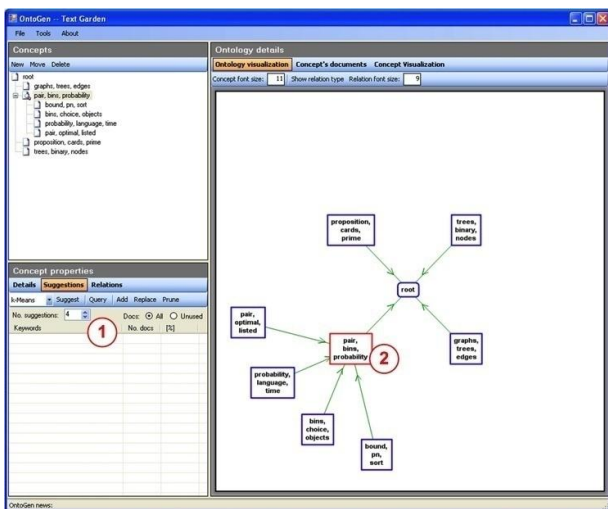 OntoGen -- Text Garden
File Tools About
Concepts
New Move Delete
root
graphs, trees, edges
pair, bins, probability
bound, pn, sort
bins, choice, objects
probability, language, time
pair, optimal, listed
proposition, cards, prime
trees, binary, nodes
Concept properties
Details Suggestions Relations
k-Means Suggest Query Add Replace Prune
No. suggestions: 4 Docs: All Unused
Keywords No. docs [%]
1
Ontology details
Ontology visualization Concept's documents Concept Visualization
Concept font size: 11 Show relation type Relation font size: 9
proposition,
cards,
prime
trees,
binary,
nodes
root
pair,
optimal,
listed
pair,
bins,
probability
2
graphs,
trees,
edges
probability,
language,
time
bins,
choice,
objects
bound,
pn,
sort
OntoGen news: